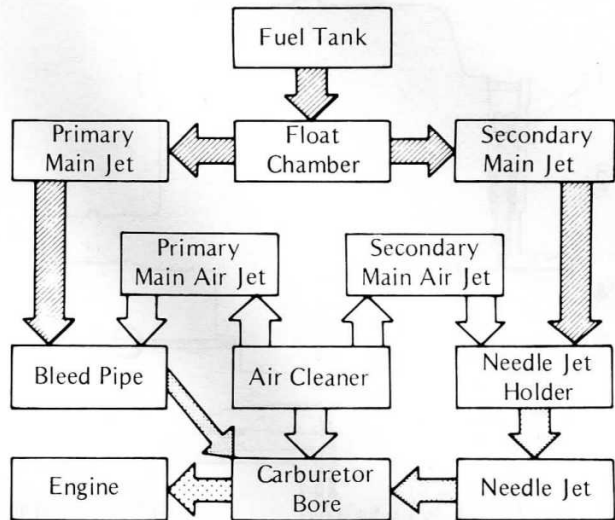 Fuel Tank
Primary
Main Jet
Float
Chamber
Secondary
Main Jet
Primary
Main Air Jet
Secondary
Main Air Jet
Bleed Pipe
Air Cleaner
Needle Jet
Holder
Engine
Carburetor
Bore
Needle Jet